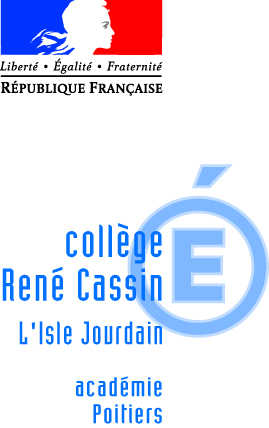 Liberté • Égalité • Fraternité
RÉPUBLIQUE FRANÇAISE
collège
René Cassin
É
L'Isle Jourdain
académie
Poitiers